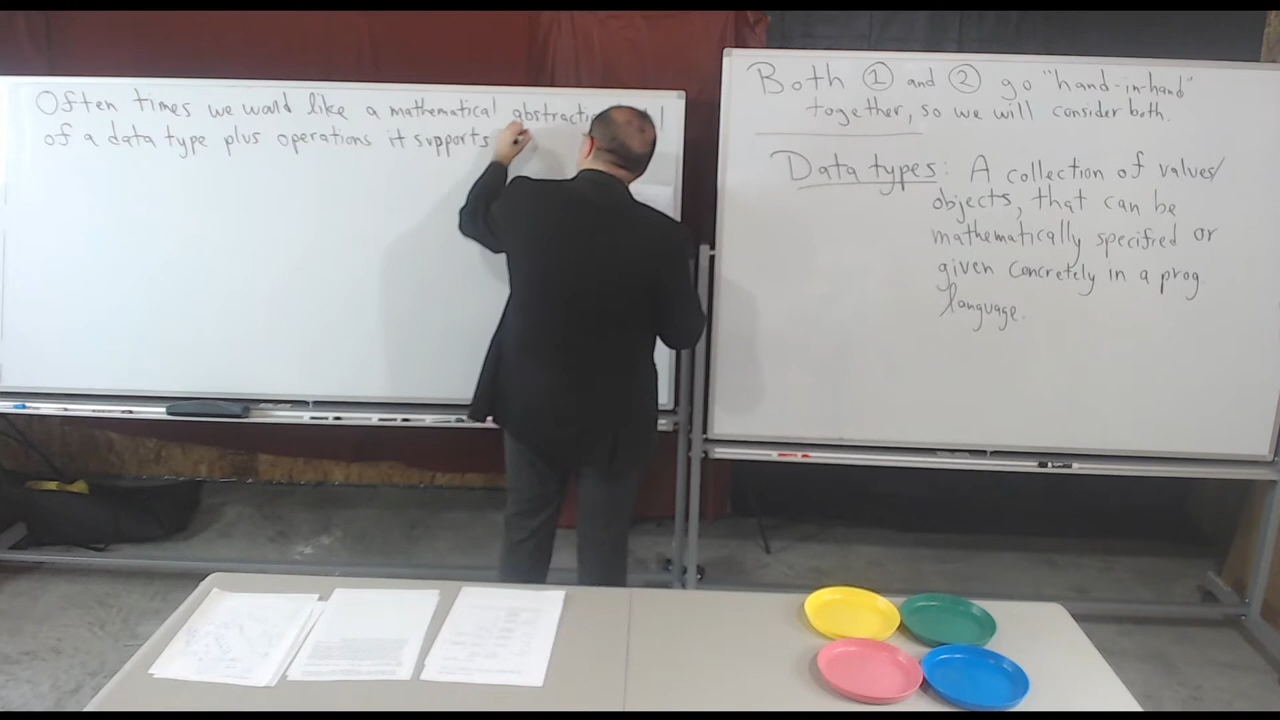 Often times we would like a mathematical
of a data type plus operations it supports
Both ① and ② go "hand-in-hand"
together, so we will consider both.
Data types: A collection of values/
objects, that can be
mathematically specified or
given concretely in a prog.
language.